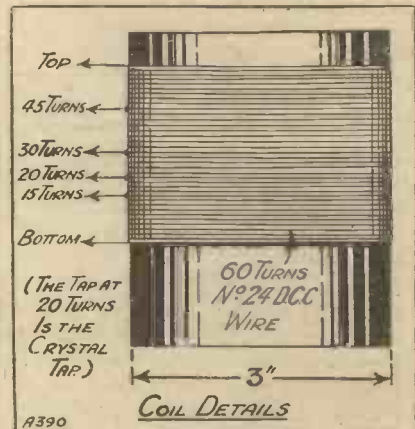 TOP
45 TURNS
30 TURNS
20 TURNS
15 TURNS
BOTTOM
60 TURNS
Nº 24 D.C.C
WIRE
(THE TAP AT
20 TURNS
IS THE
CRYSTAL
TAP.)
3"
COIL DETAILS
A390